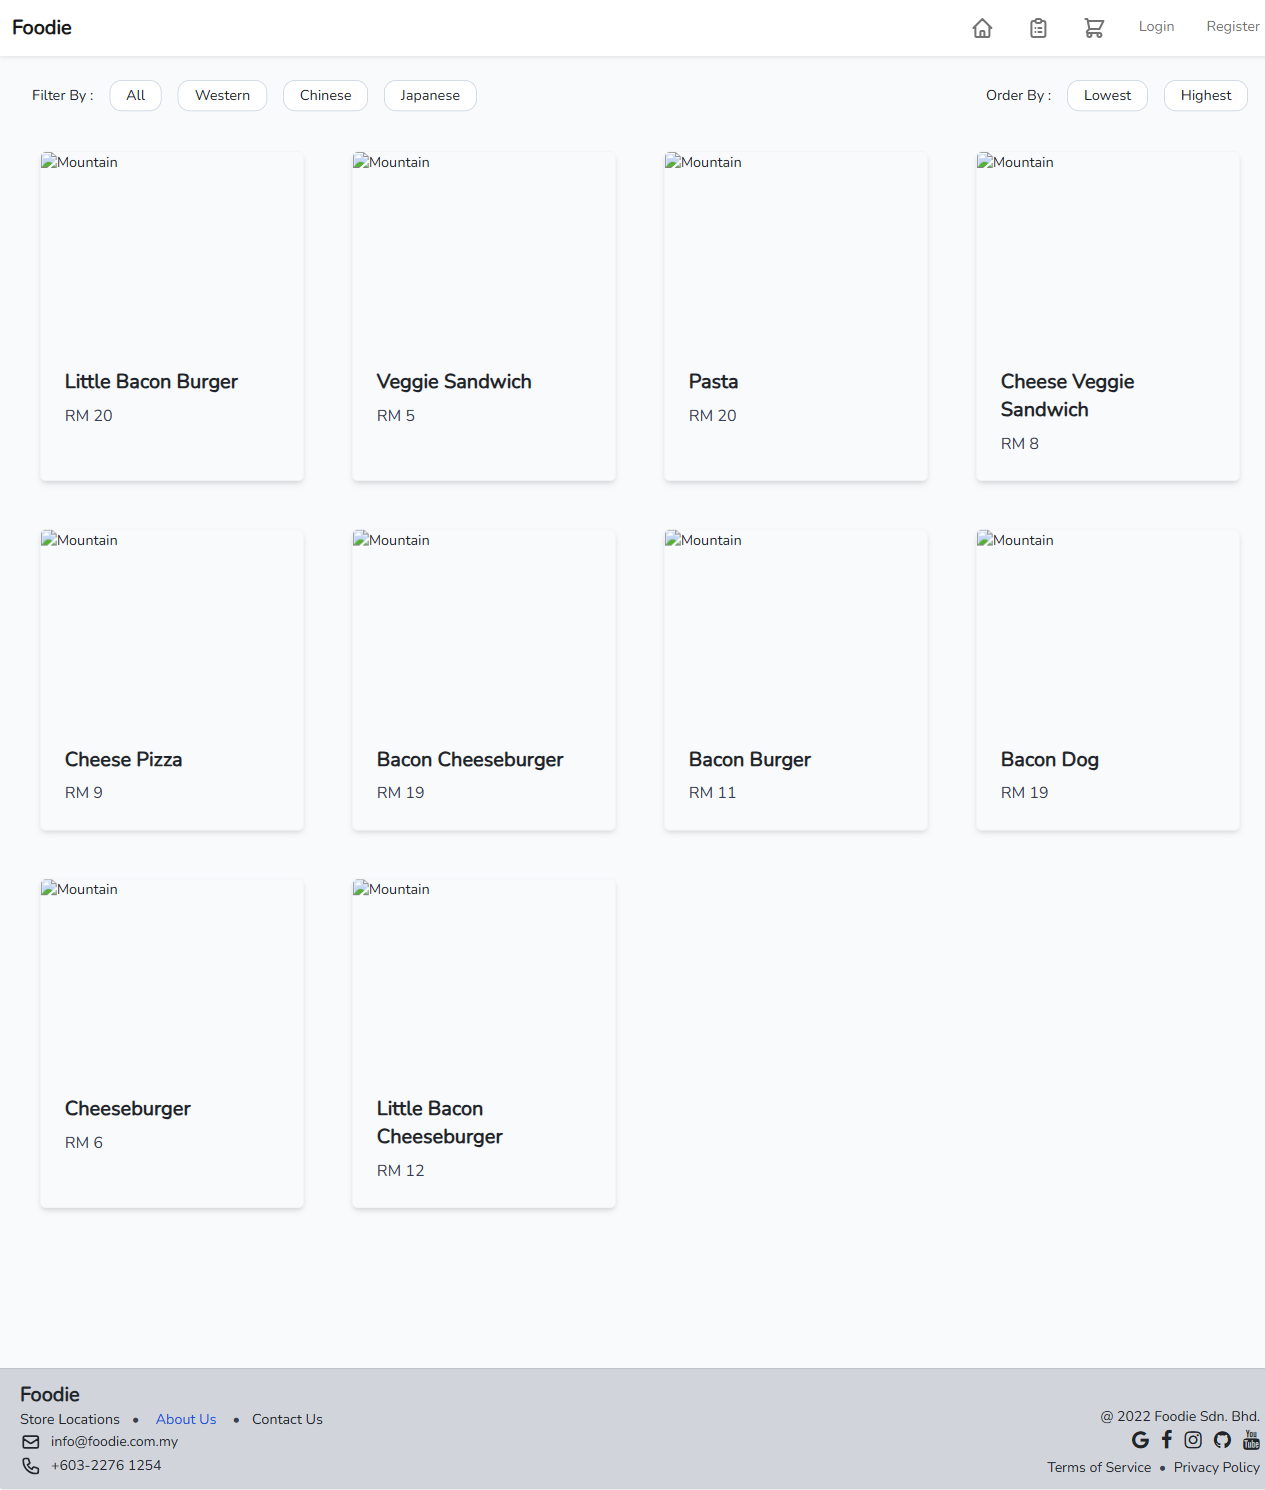 Foodie
Login Register
Filter By : All Western Chinese Japanese Order By : Lowest Highest
Mountain Mountain Mountain Mountain
Little Bacon Burger
RM 20
Veggie Sandwich
RM 5
Pasta
RM 20
Cheese Veggie
Sandwich
RM 8
Mountain Mountain Mountain Mountain
Cheese Pizza
RM 9
Bacon Cheeseburger
RM 19
Bacon Burger
RM 11
Bacon Dog
RM 19
Mountain Mountain
Cheeseburger
RM 6
Little Bacon
Cheeseburger
RM 12
Foodie
Store Locations • About Us • Contact Us
info@foodie.com.my
+603-2276 1254
@ 2022 Foodie Sdn. Bhd.
You
Tube
Terms of Service • Privacy Policy